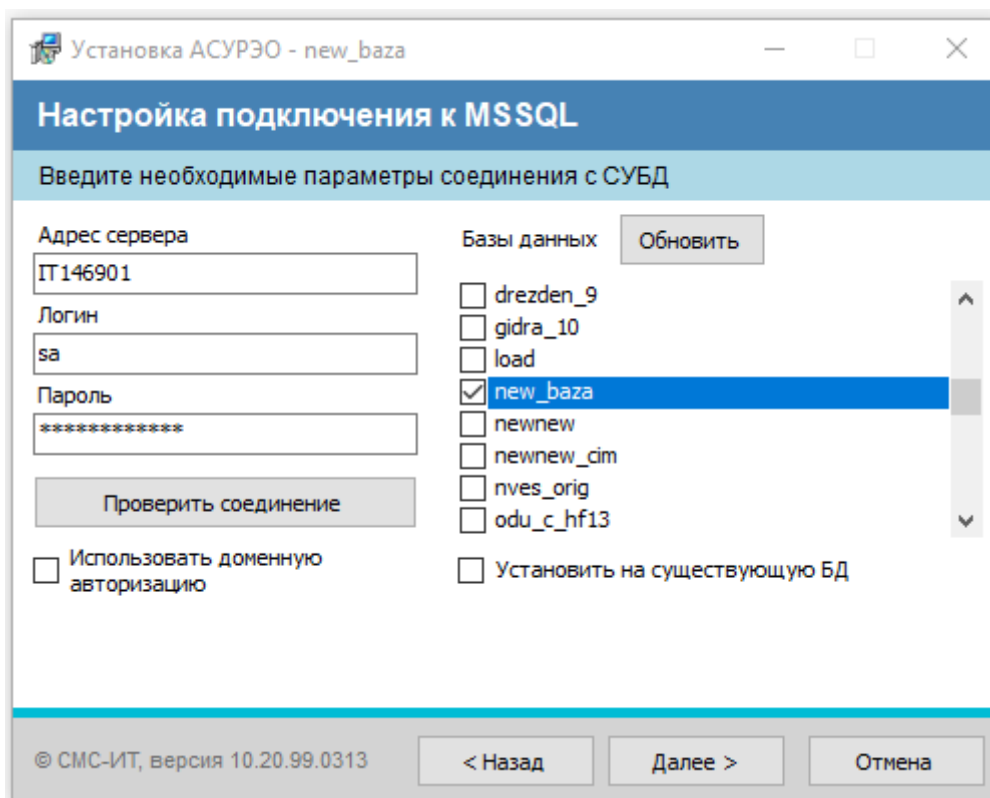 Установка АСУРЭО - new_baza
Настройка подключения к MSSQL
Введите необходимые параметры соединения с СУБД
Адрес сервера
IT146901
Логин
sa
Пароль
************
Проверить соединение
Использовать доменную
авторизацию
Базы данных
Обновить
drezden_9
gidra_10
load
new_baza
newnew
newnew_cim
nves_orig
odu_c_hf13
Установить на существующую БД
© СМС-ИТ, версия 10.20.99.0313
< Назад
Далее >
Отмена